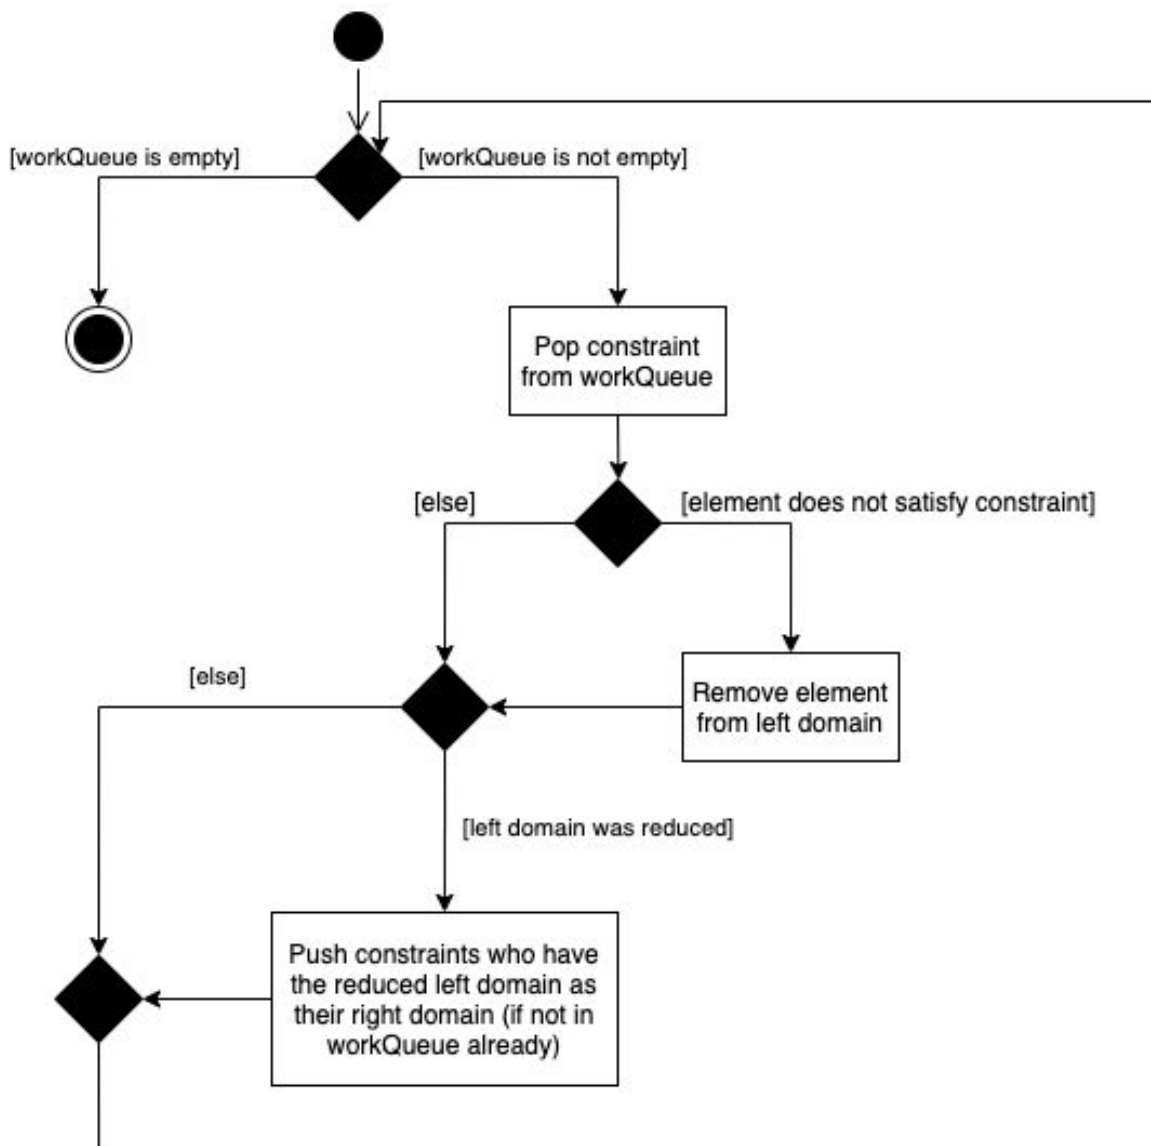 [workQueue is empty]
[workQueue is not empty]
Pop constraint
from workQueue
[else]
[element does not satisfy constraint]
[else]
Remove element
from left domain
[left domain was reduced]
Push constraints who have
the reduced left domain as
their right domain (if not in
workQueue already)